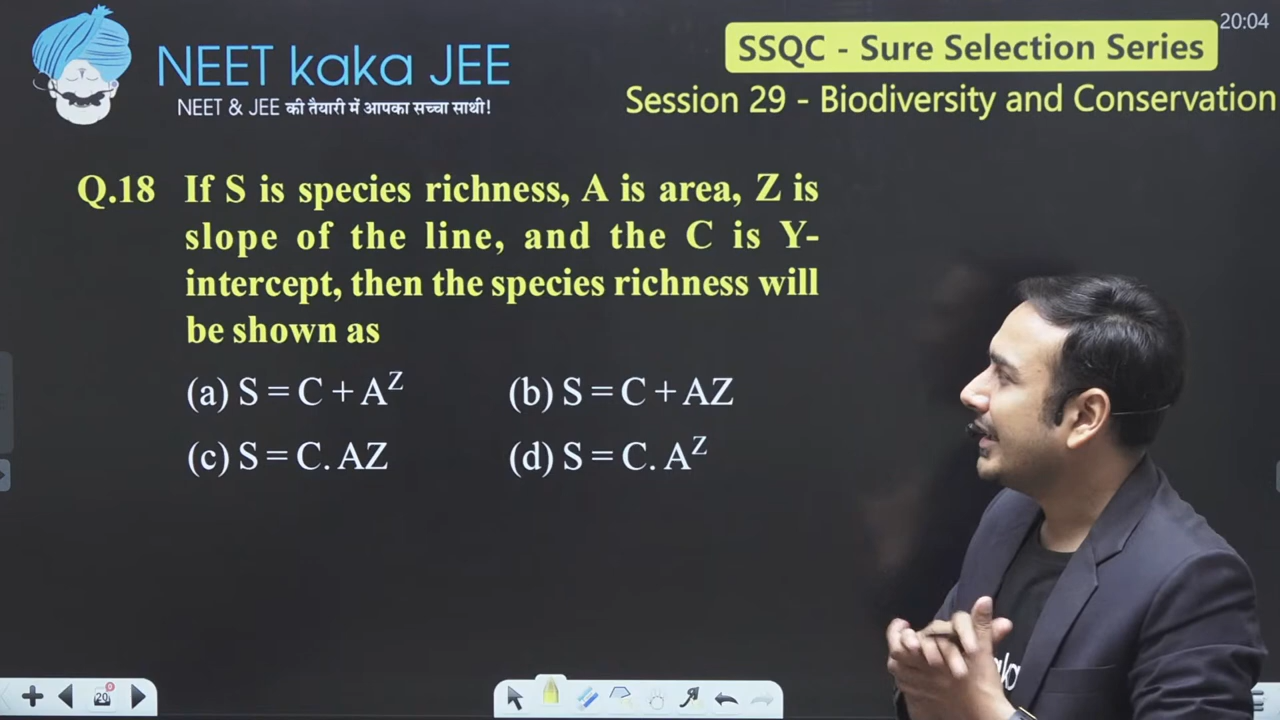 20:04
NEET kaka JEE
NEET & JEE की तैयारी में आपका सच्चा साथी!
SSQC - Sure Selection Series
Session 29 - Biodiversity and Conservation
Q.18 If S is species richness, A is area, Z is
slope of the line, and the C is Y-
intercept, then the species richness will
be shown as
(a) S = C + A^Z (b) S = C + AZ
(c) S = C. AZ (d) S = C. A^Z
20